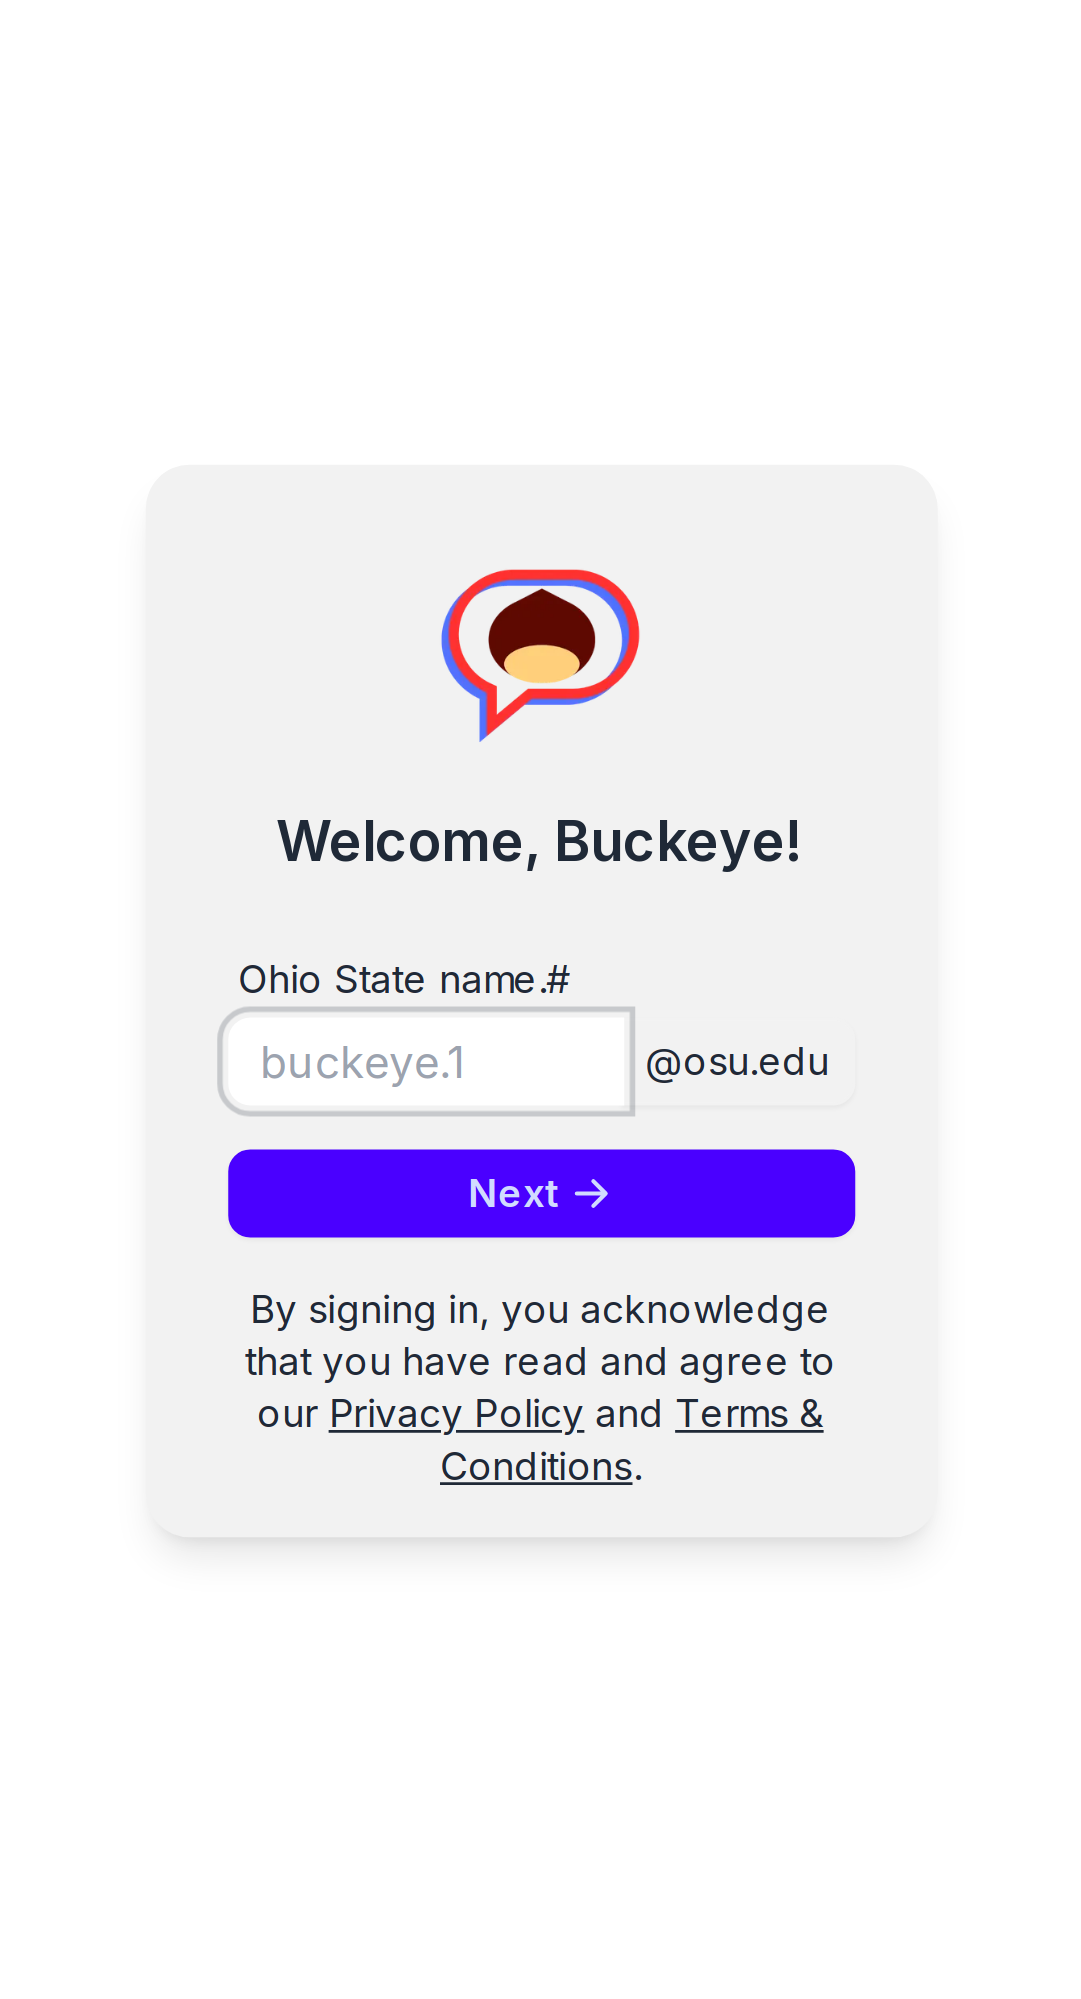 Welcome, Buckeye!
Ohio State name.#
buckeye.1
@osu.edu
Next →
By signing in, you acknowledge
that you have read and agree to
our Privacy Policy and Terms &
Conditions.